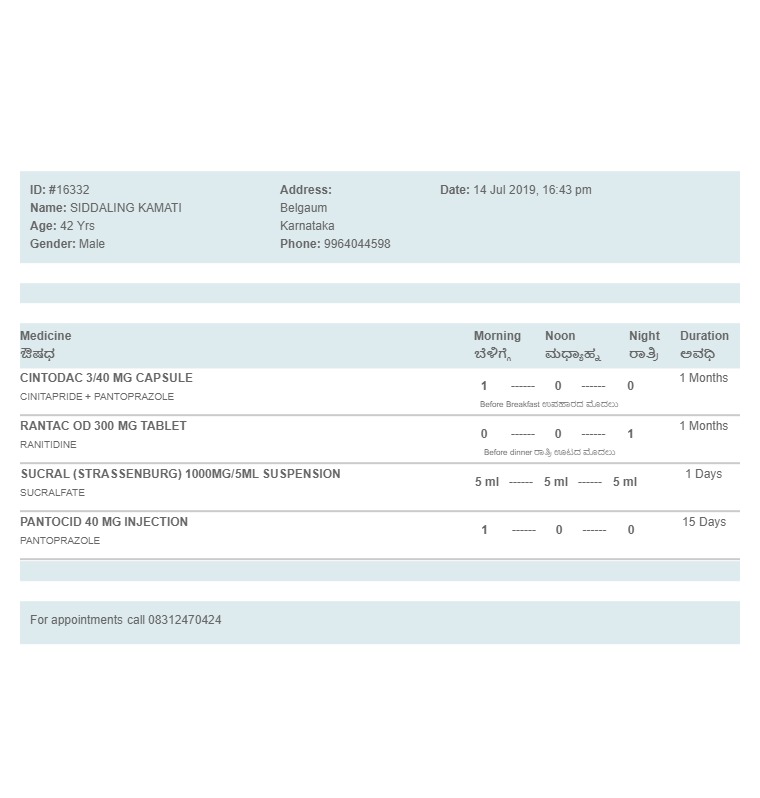 ID: #16332
Name: SIDDALING KAMATI
Age: 42 Yrs
Gender: Male
Address:
Belgaum
Karnataka
Phone: 9964044598
Date: 14 Jul 2019, 16:43 pm
Medicine Morning Noon Night Duration
ಔಷಧ ಬೆಳಿಗ್ಗೆ ಮಧ್ಯಾಹ್ನ ರಾತ್ರಿ ಅವಧಿ
CINTODAC 3/40 MG CAPSULE 1 ------ 0 ------ 0 1 Months
CINITAPRIDE + PANTOPRAZOLE
Before Breakfast ಉಪಹಾರದ ಮೊದಲು
RANTAC OD 300 MG TABLET 0 ------ 0 ------ 1 1 Months
RANITIDINE
Before dinner ರಾತ್ರಿ ಊಟದ ಮೊದಲು
SUCRAL (STRASSENBURG) 1000MG/5ML SUSPENSION 5 ml ------ 5 ml ------ 5 ml 1 Days
SUCRALFATE
PANTOCID 40 MG INJECTION 1 ------ 0 ------ 0 15 Days
PANTOPRAZOLE
For appointments call 08312470424